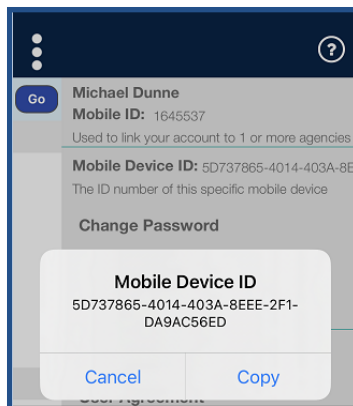 ?
Go
Michael Dunne
Mobile ID: 1645537
Used to link your account to 1 or more agencies
Mobile Device ID: 5D737865-4014-403A-8E
The ID number of this specific mobile device
Change Password
Mobile Device ID
5D737865-4014-403A-8EEE-2F1-
DA9AC56ED
Cancel Copy
User Agreement